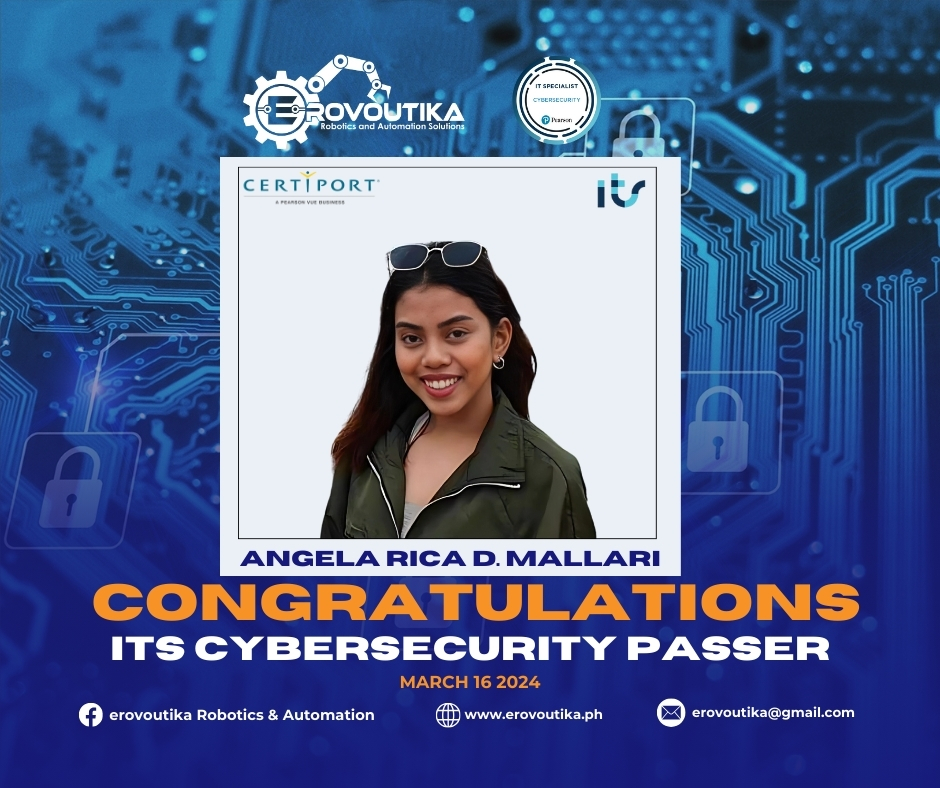 EROVOUTIKA
Robotics and Automation Solutions
IT SPECIALIST
CYBERSECURITY
Pearson
CERTIPORT
A PEARSON VUE BUSINESS
its
ANGELA RICA D. MALLARI
CONGRATULATIONS
ITS CYBERSECURITY PASSER
MARCH 16 2024
erovoutika Robotics & Automation
www.erovoutika.ph
erovoutika@gmail.com